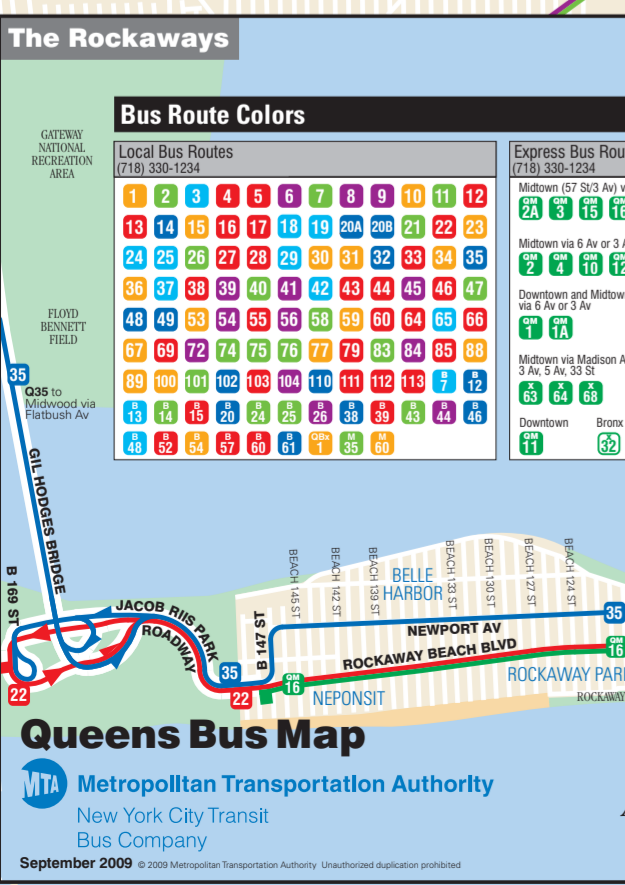 The Rockaways
GATEWAY
NATIONAL
RECREATION
AREA
Bus Route Colors
Local Bus Routes
(718) 330-1234
1 2 3 4 5 6 7 8 9 10 11 12
13 14 15 16 17 18 19 20A 20B 21 22 23
24 25 26 27 28 29 30 31 32 33 34 35
36 37 38 39 40 41 42 43 44 45 46 47
48 49 53 54 55 56 58 59 60 64 65 66
67 69 72 74 75 76 77 79 83 84 85 88
89 100 101 102 103 104 110 111 112 113 B 7 B 12
B 13 B 14 B 15 B 20 B 24 B 25 B 26 B 38 B 39 B 43 B 44 B 46
B 48 B 52 B 54 B 57 B 60 B 61 QBx 1 M 35 M 60
Express Bus Rou
(718) 330-1234
Midtown (57 St/3 Av) v
QM 2A QM 3 QM 15 QM 16
Midtown via 6 Av or 3 A
QM 2 QM 4 QM 10 QM 12
Downtown and Midtow
via 6 Av or 3 Av
QM 1 QM 1A
Midtown via Madison A
3 Av, 5 Av, 33 St
X 63 X 64 X 68
Downtown Bronx
QM 11 X 32
FLOYD
BENNETT
FIELD
35
Q35 to
Midwood via
Flatbush Av
GIL HODGES BRIDGE
B 169 ST
JACOB RIIS PARK
ROADWAY
22
B 147 ST
35
22
QM 16
BEACH 145 ST
BEACH 142 ST
BEACH 139 ST
BELLE
HARBOR
BEACH 133 ST
BEACH 130 ST
BEACH 127 ST
BEACH 124 ST
35
NEWPORT AV
ROCKAWAY BEACH BLVD
QM 16
NEPONSIT
ROCKAWAY PAR
ROCKAWAY
Queens Bus Map
MTA Metropolitan Transportation Authority
New York City Transit
Bus Company
September 2009 © 2009 Metropolitan Transportation Authority Unauthorized duplication prohibited